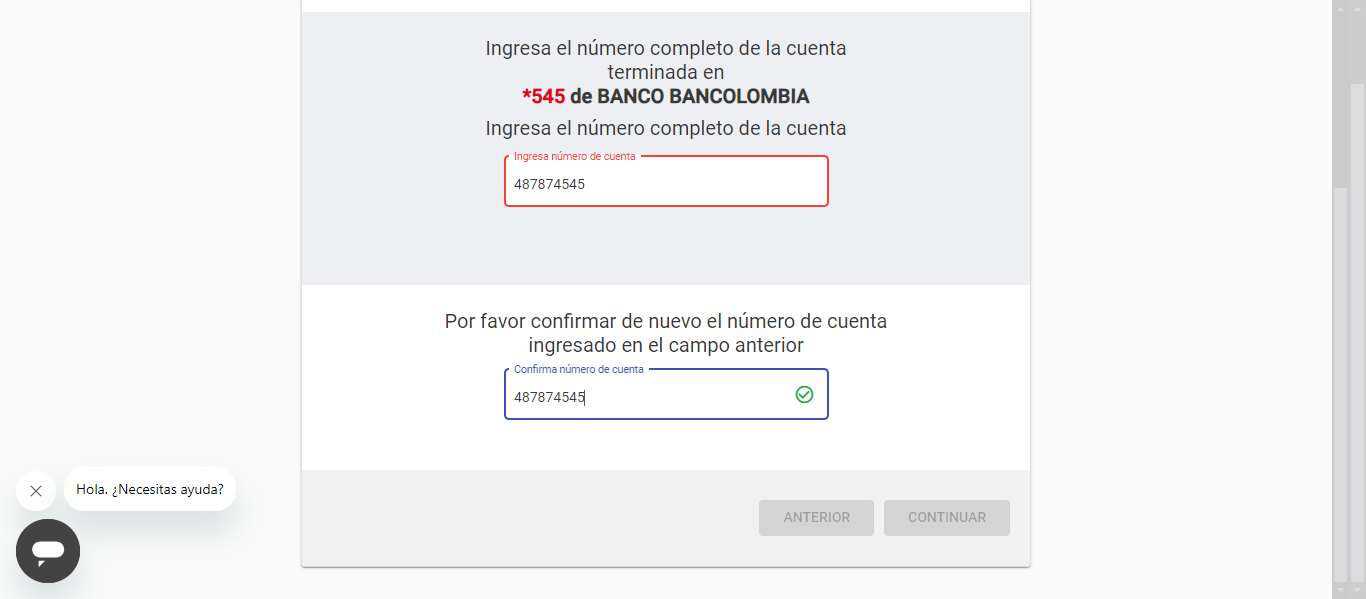 Ingresa el número completo de la cuenta
terminada en
*545 de BANCO BANCOLOMBIA
Ingresa el número completo de la cuenta
Ingresa número de cuenta
487874545
Por favor confirmar de nuevo el número de cuenta
ingresado en el campo anterior
Confirma número de cuenta
487874545
Hola. ¿Necesitas ayuda?
ANTERIOR
CONTINUAR